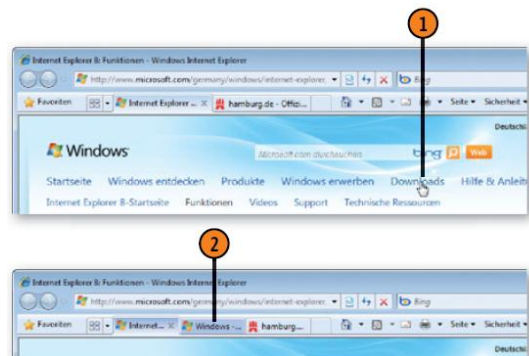 1
Internet Explorer 8: Funktionen - Windows Internet Explorer
http://www.microsoft.com/germany/windows/internet-explorer, Bing
Favoriten Internet Explorer ... hamburg.de - Offizi... Seite Sicherheit
Deutschl
Windows Microsoft.com durchsuchen bing Web
Startseite Windows entdecken Produkte Windows erwerben Downloads Hilfe & Anleit
Internet Explorer 8-Startseite Funktionen Videos Support Technische Ressourcen
2
Internet Explorer 8: Funktionen - Windows Internet Explorer
http://www.microsoft.com/germany/windows/internet-explorer, Bing
Favoriten Internet... Windows -... hamburg.... Seite Sicherheit
Deutschl